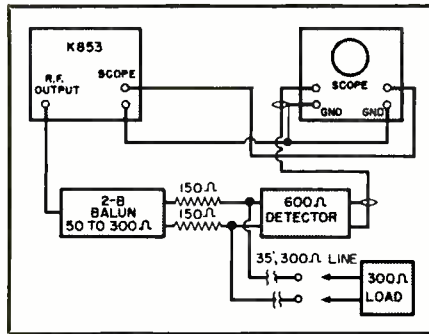 K853
SCOPE
R.F.
OUTPUT
SCOPE
GND GND
150Ω
150Ω
2-B
BALUN
50 TO 300Ω
600Ω
DETECTOR
35', 300Ω LINE
300Ω
LOAD